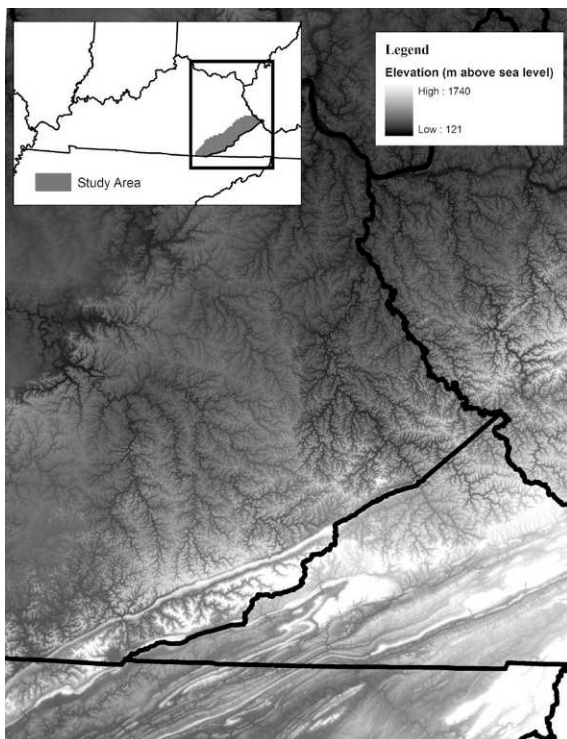 Study Area
Legend
Elevation (m above sea level)
High : 1740
Low : 121